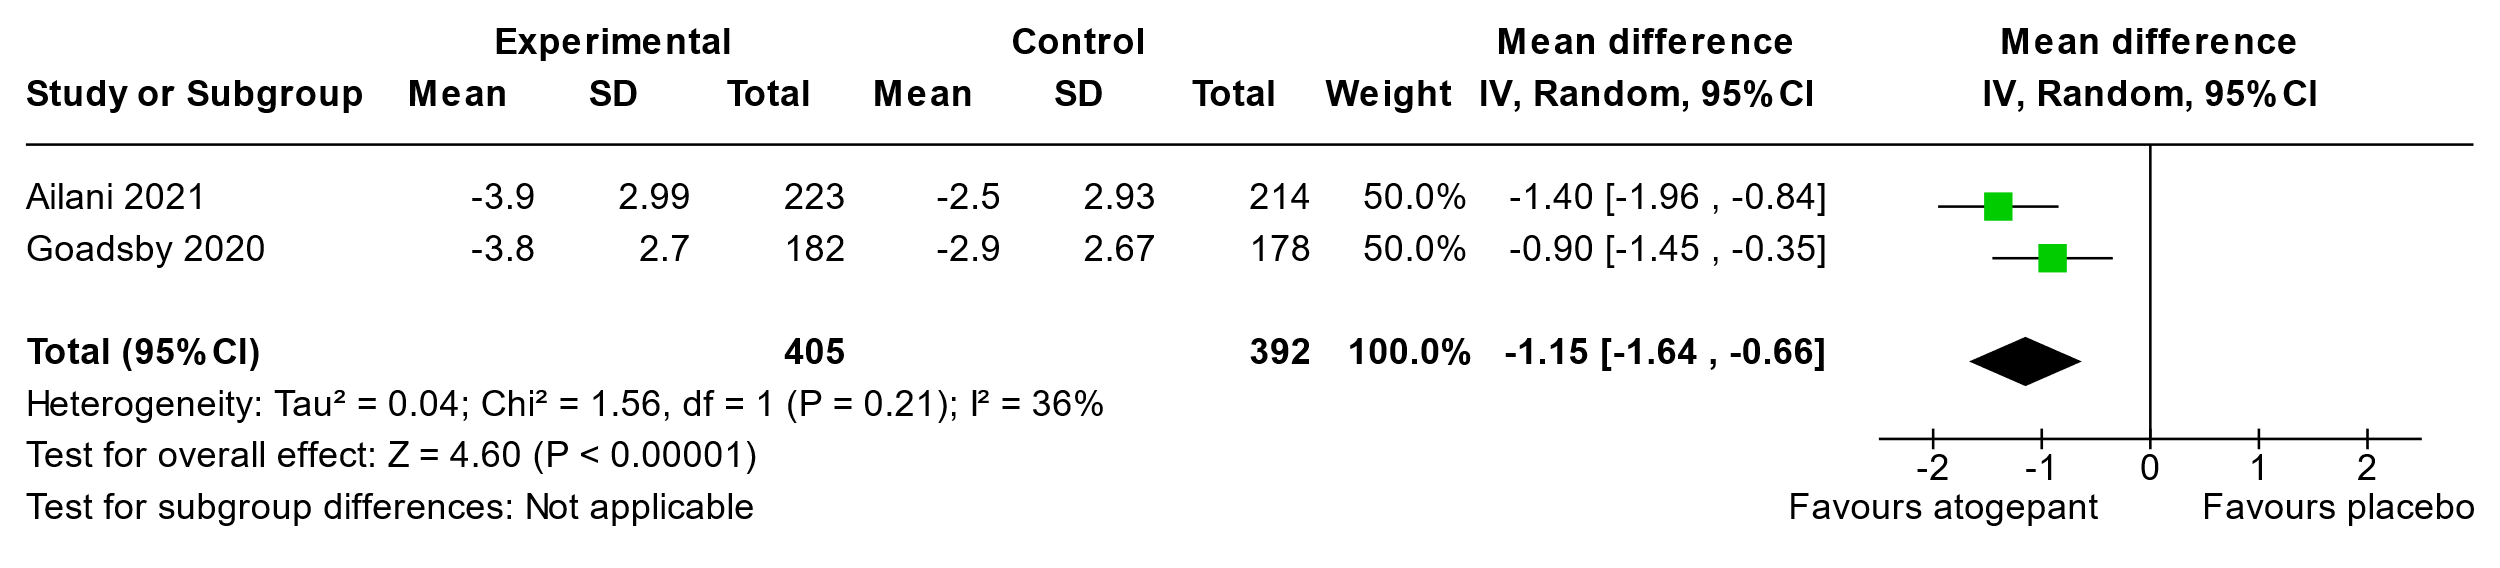 Experimental Control Mean difference Mean difference
Study or Subgroup Mean SD Total Mean SD Total Weight IV, Random, 95% CI IV, Random, 95% CI
Ailani 2021 -3.9 2.99 223 -2.5 2.93 214 50.0% -1.40 [-1.96 , -0.84]
Goadsby 2020 -3.8 2.7 182 -2.9 2.67 178 50.0% -0.90 [-1.45 , -0.35]
Total (95% CI) 405 392 100.0% -1.15 [-1.64 , -0.66]
Heterogeneity: Tau² = 0.04; Chi² = 1.56, df = 1 (P = 0.21); I² = 36%
Test for overall effect: Z = 4.60 (P < 0.00001)
-2 -1 0 1 2
Test for subgroup differences: Not applicable
Favours atogepant Favours placebo